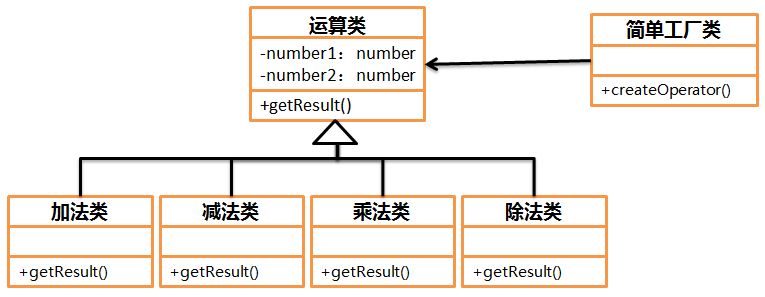 运算类
-number1：number
-number2：number
+getResult()
简单工厂类
+createOperator()
加法类
+getResult()
减法类
+getResult()
乘法类
+getResult()
除法类
+getResult()